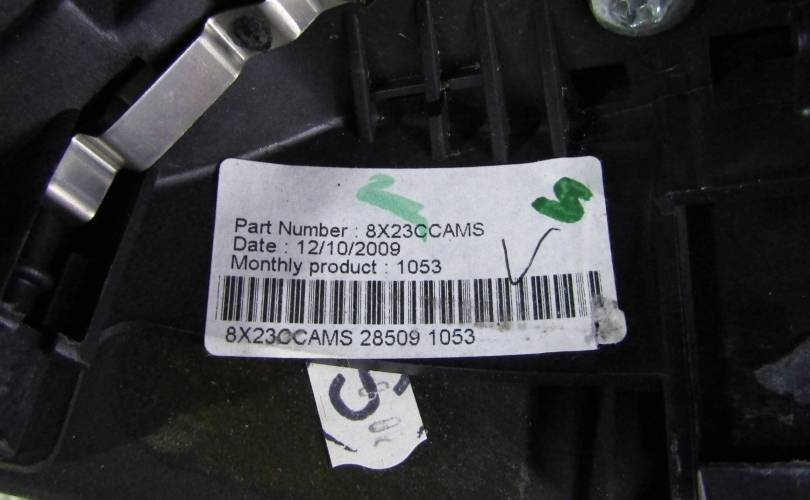 Part Number : 8X23CCAMS
Date : 12/10/2009
Monthly product : 1053
8X23CCAMS 28509 1053